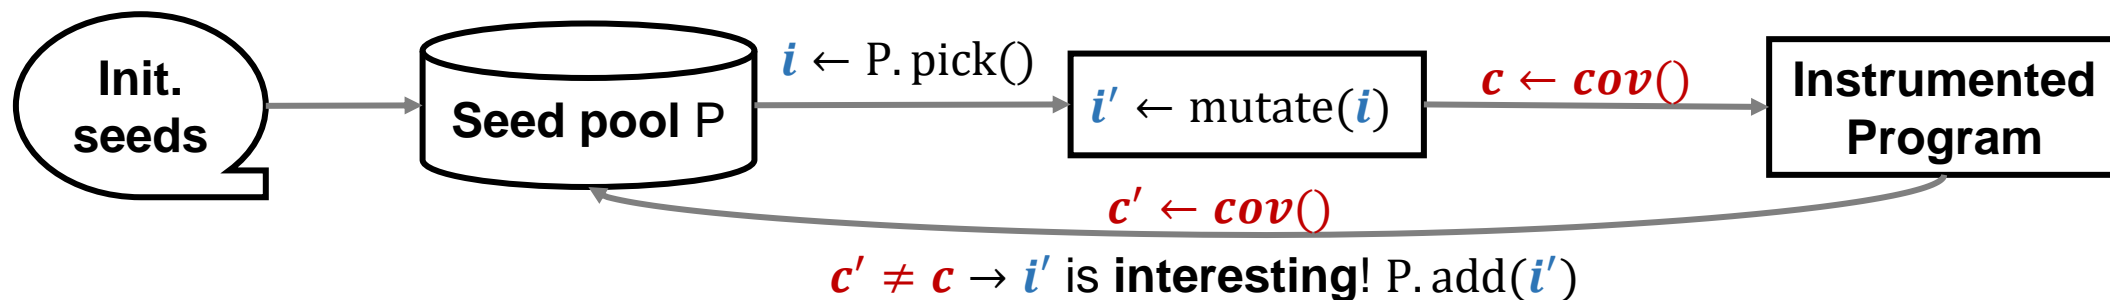 Init.
seeds
Seed pool P
i ← P. pick()
i′ ← mutate(i)
c ← cov()
Instrumented
Program
c′ ← cov()
c′ ≠ c → i′ is interesting! P. add(i′)